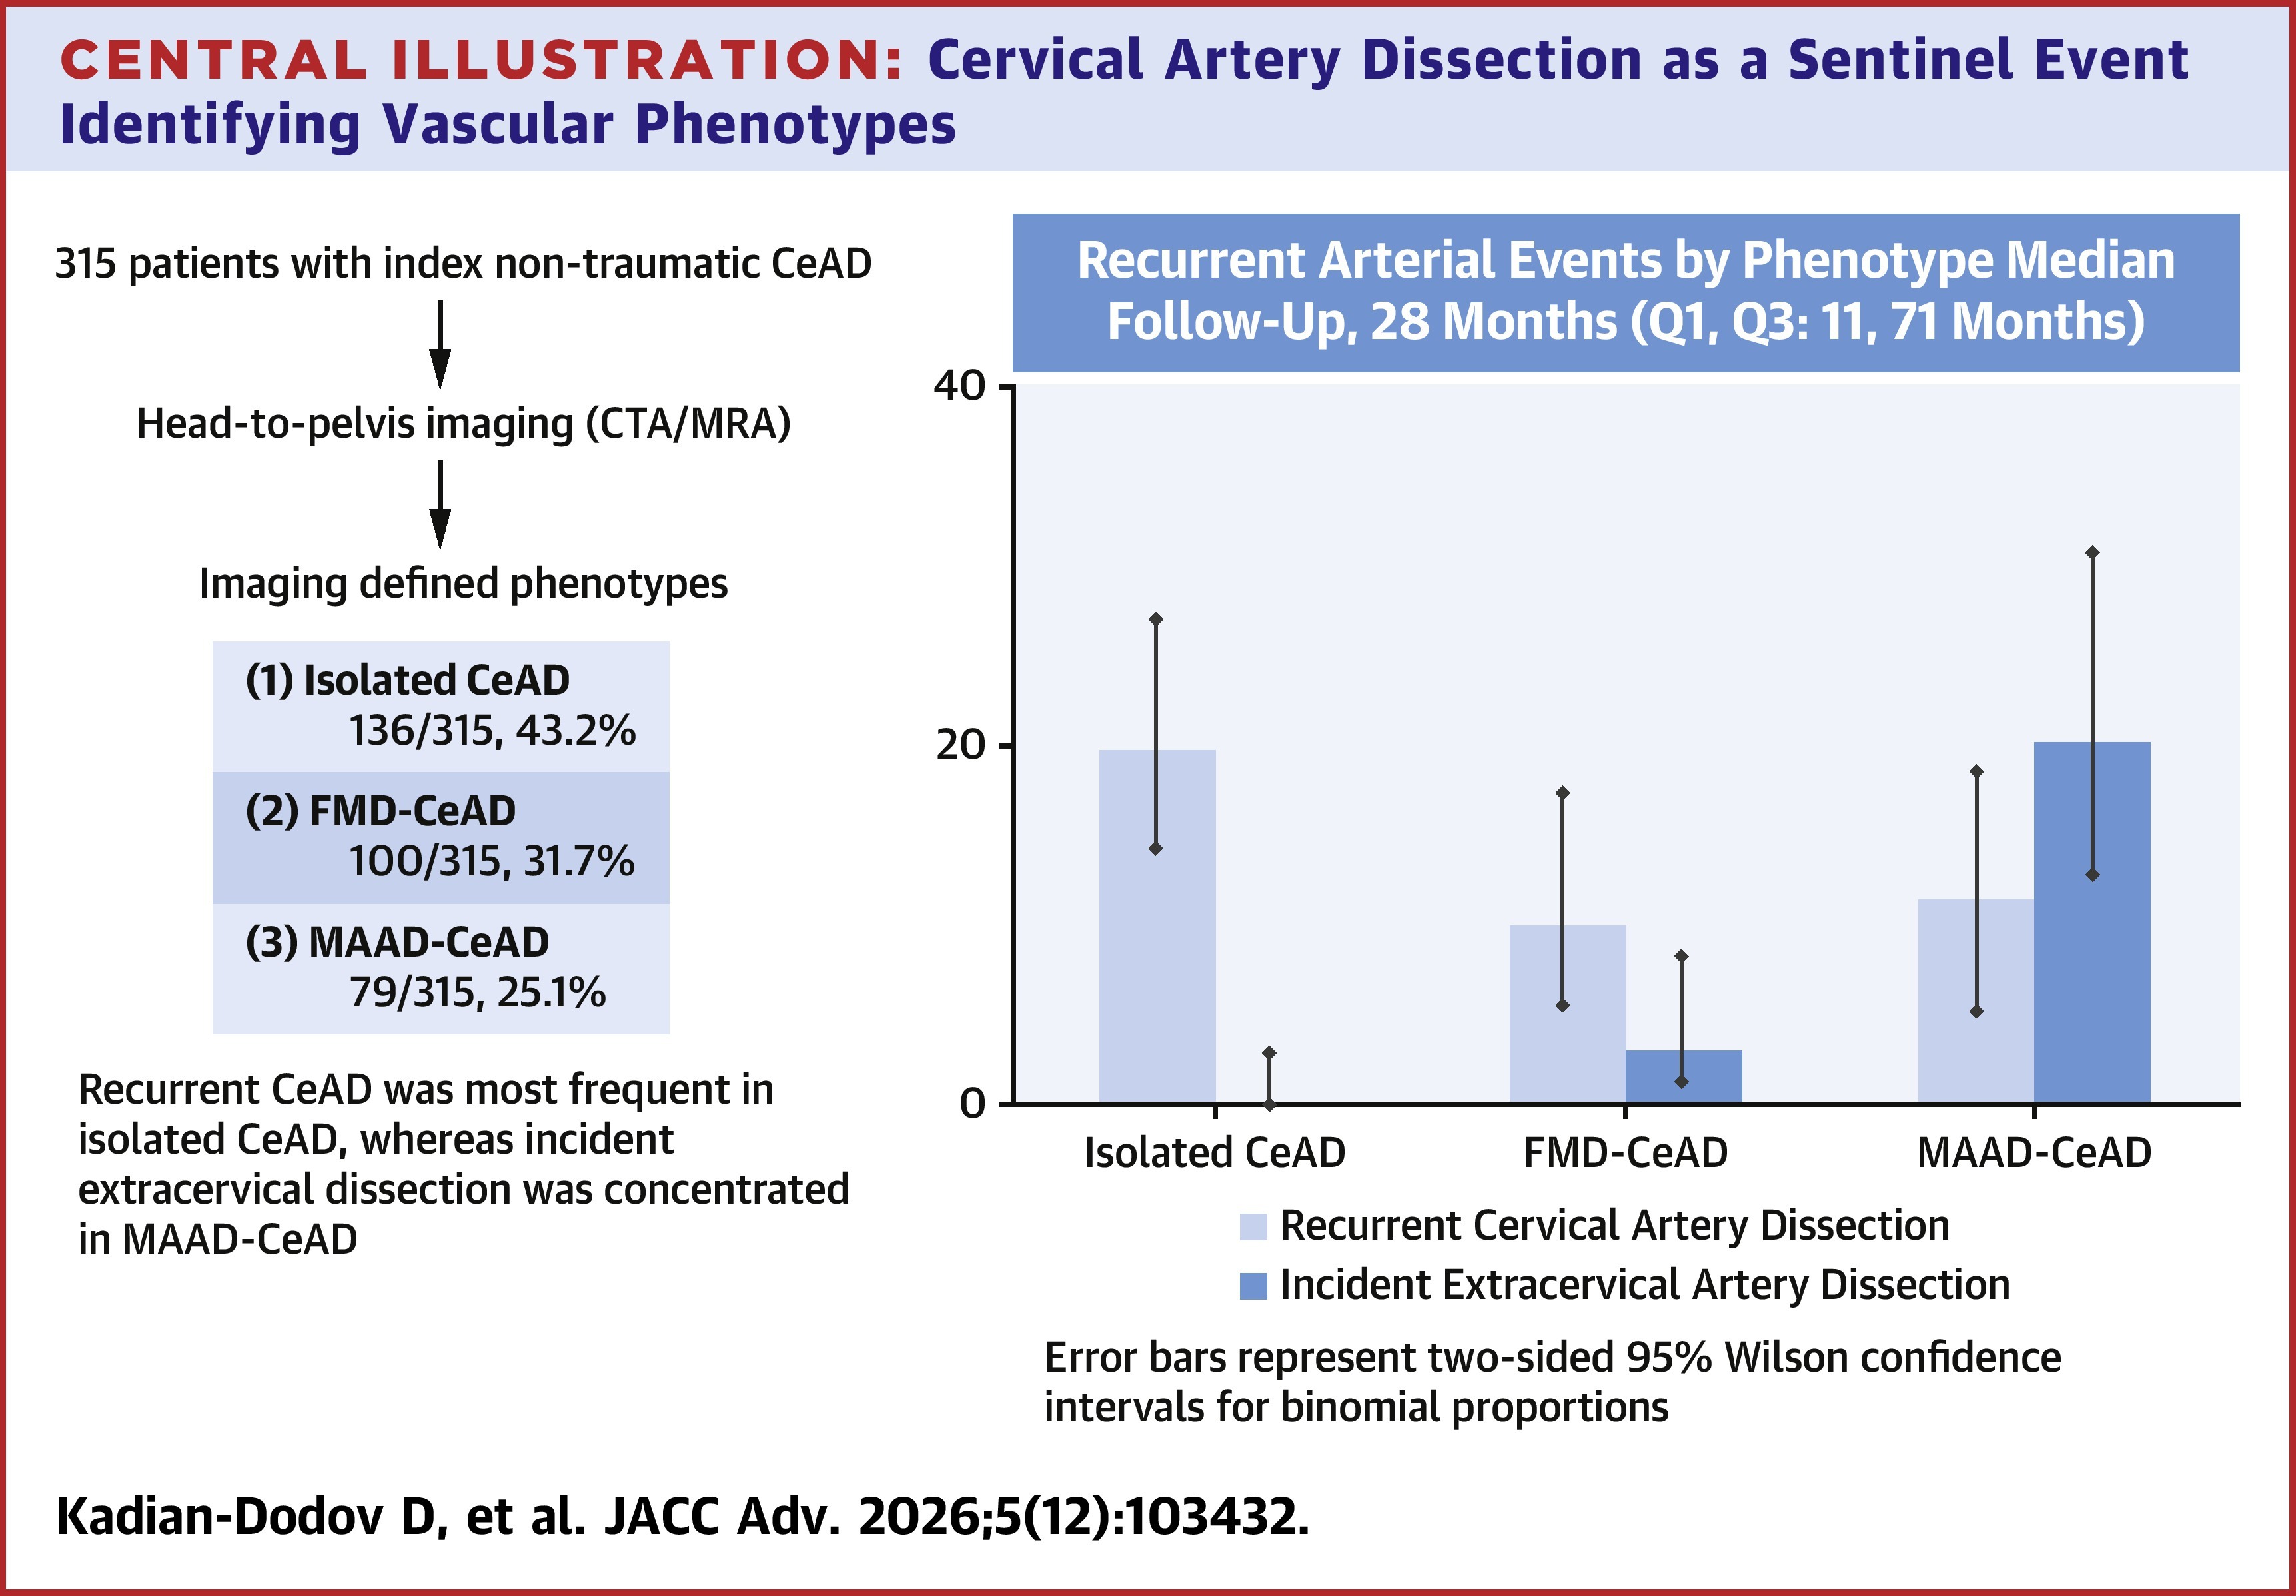 CENTRAL ILLUSTRATION: Cervical Artery Dissection as a Sentinel Event
Identifying Vascular Phenotypes
315 patients with index non-traumatic CeAD
Head-to-pelvis imaging (CTA/MRA)
Imaging defined phenotypes
(1) Isolated CeAD
136/315, 43.2%
(2) FMD-CeAD
100/315, 31.7%
(3) MAAD-CeAD
79/315, 25.1%
Recurrent CeAD was most frequent in
isolated CeAD, whereas incident
extracervical dissection was concentrated
in MAAD-CeAD
Recurrent Arterial Events by Phenotype Median
Follow-Up, 28 Months (Q1, Q3: 11, 71 Months)
40
20
0
Isolated CeAD
FMD-CeAD
MAAD-CeAD
Recurrent Cervical Artery Dissection
Incident Extracervical Artery Dissection
Error bars represent two-sided 95% Wilson confidence
intervals for binomial proportions
Kadian-Dodov D, et al. JACC Adv. 2026;5(12):103432.